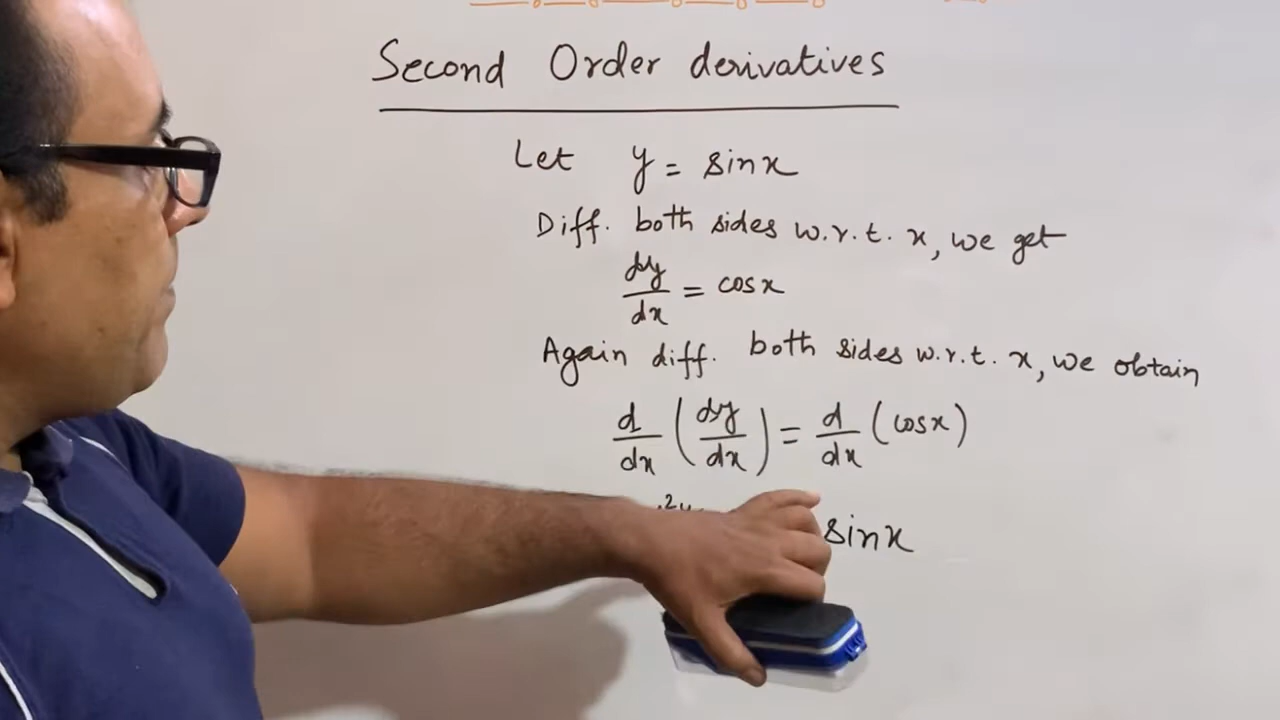 Second Order derivatives
Let y = sinx
Diff. both sides w.r.t. x, we get
dy/dx = cosx
Again diff. both sides w.r.t. x, we obtain
d/dx (dy/dx) = d/dx (cosx)
sinx